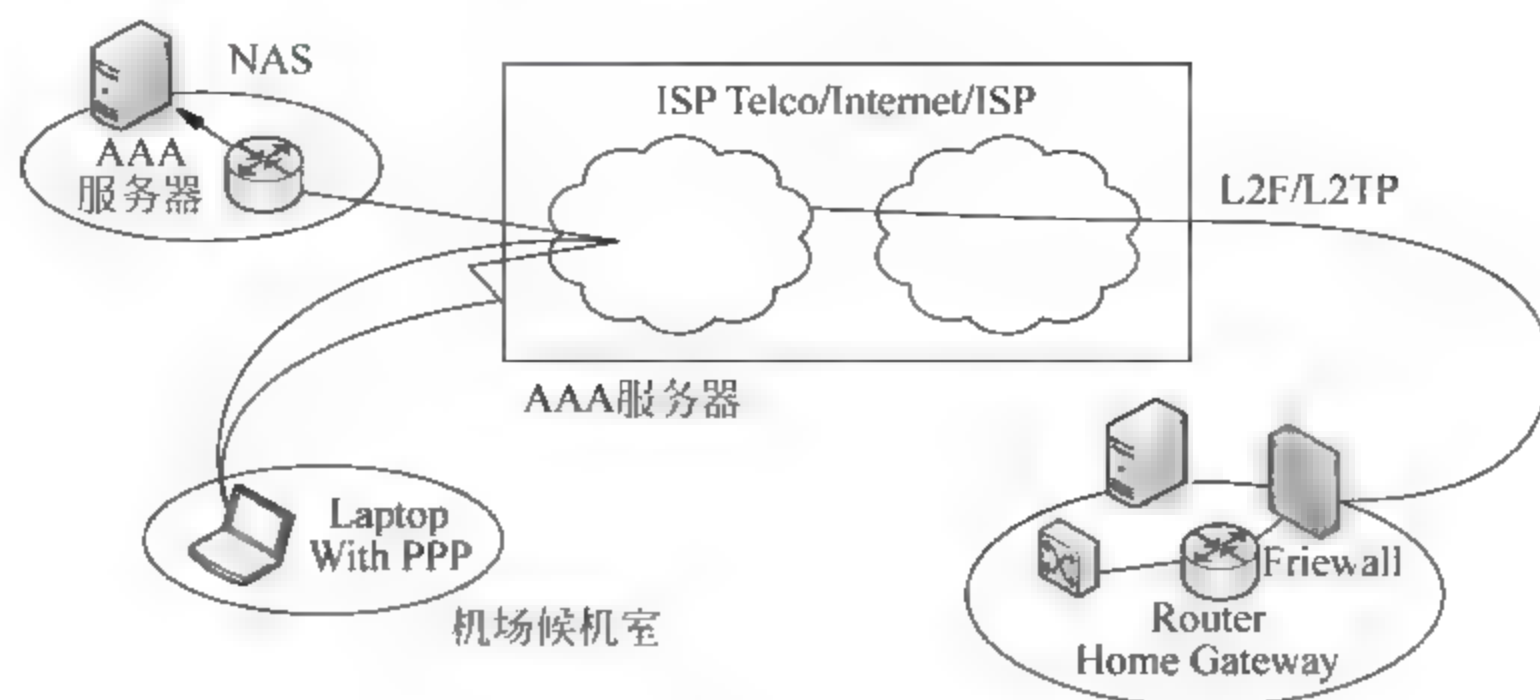 NAS
AAA
服务器
ISP Telco/Internet/ISP
L2F/L2TP
AAA服务器
Laptop
With PPP
机场候机室
Friewall
Router
Home Gateway